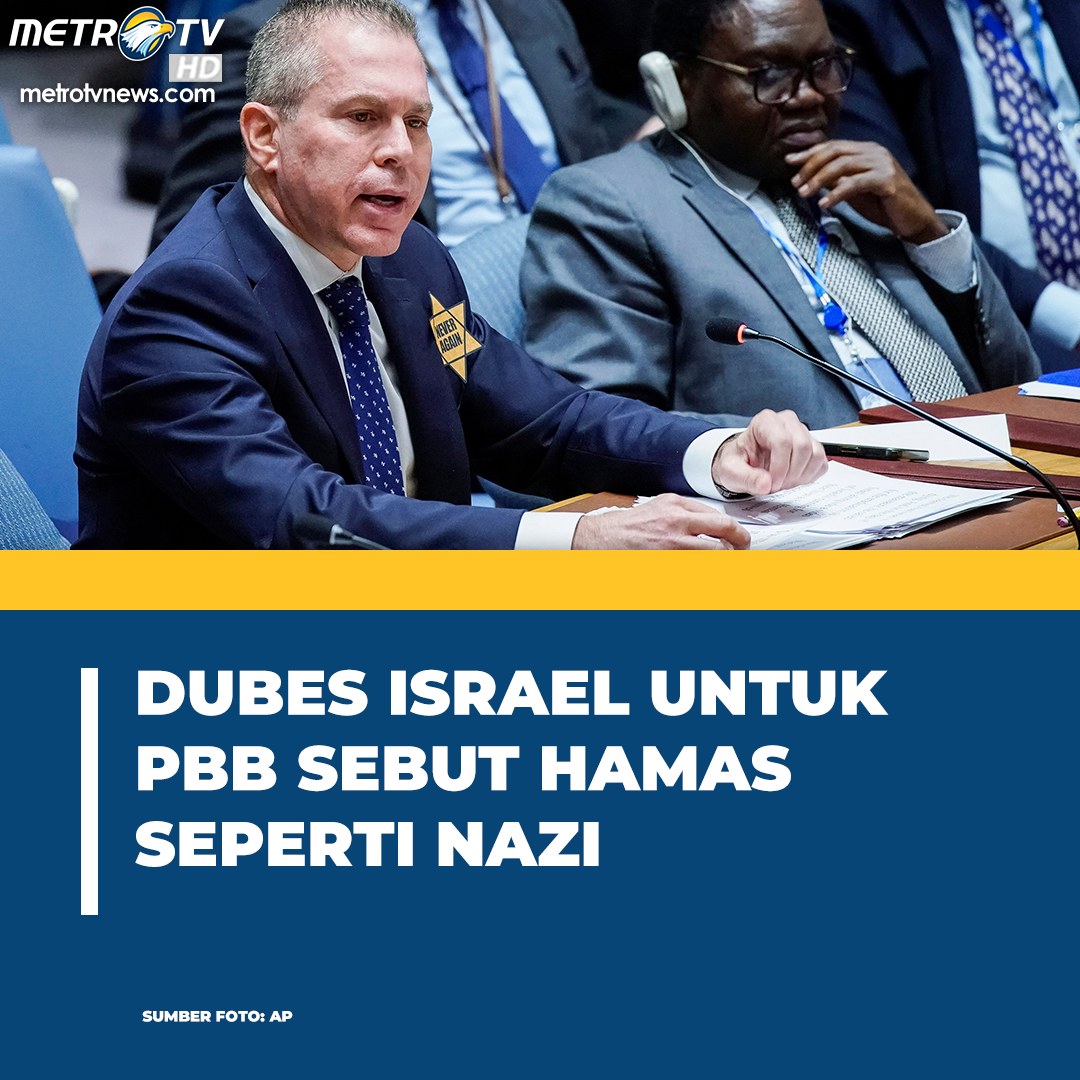 METRO TV
HD
metrotvnews.com
NEVER
AGAIN
DUBES ISRAEL UNTUK
PBB SEBUT HAMAS
SEPERTI NAZI
SUMBER FOTO: AP